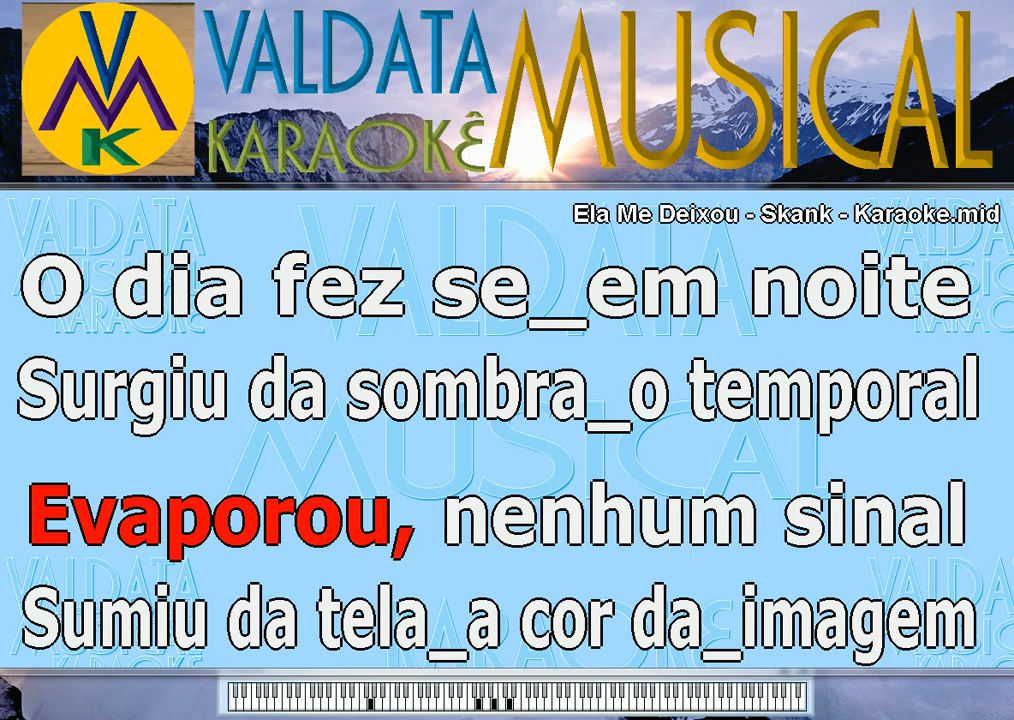 VALDATA MUSICAL
VMK KARAOKÊ
Ela Me Deixou - Skank - Karaoke.mid
O dia fez se_em noite
Surgiu da sombra_o temporal
Evaporou, nenhum sinal
Sumiu da tela_a cor da_imagem